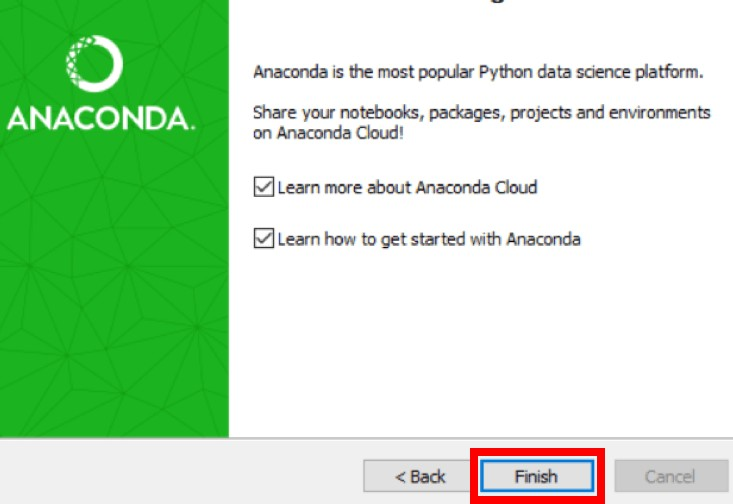 ANACONDA.
Anaconda is the most popular Python data science platform.
Share your notebooks, packages, projects and environments
on Anaconda Cloud!
Learn more about Anaconda Cloud
Learn how to get started with Anaconda
< Back
Finish
Cancel